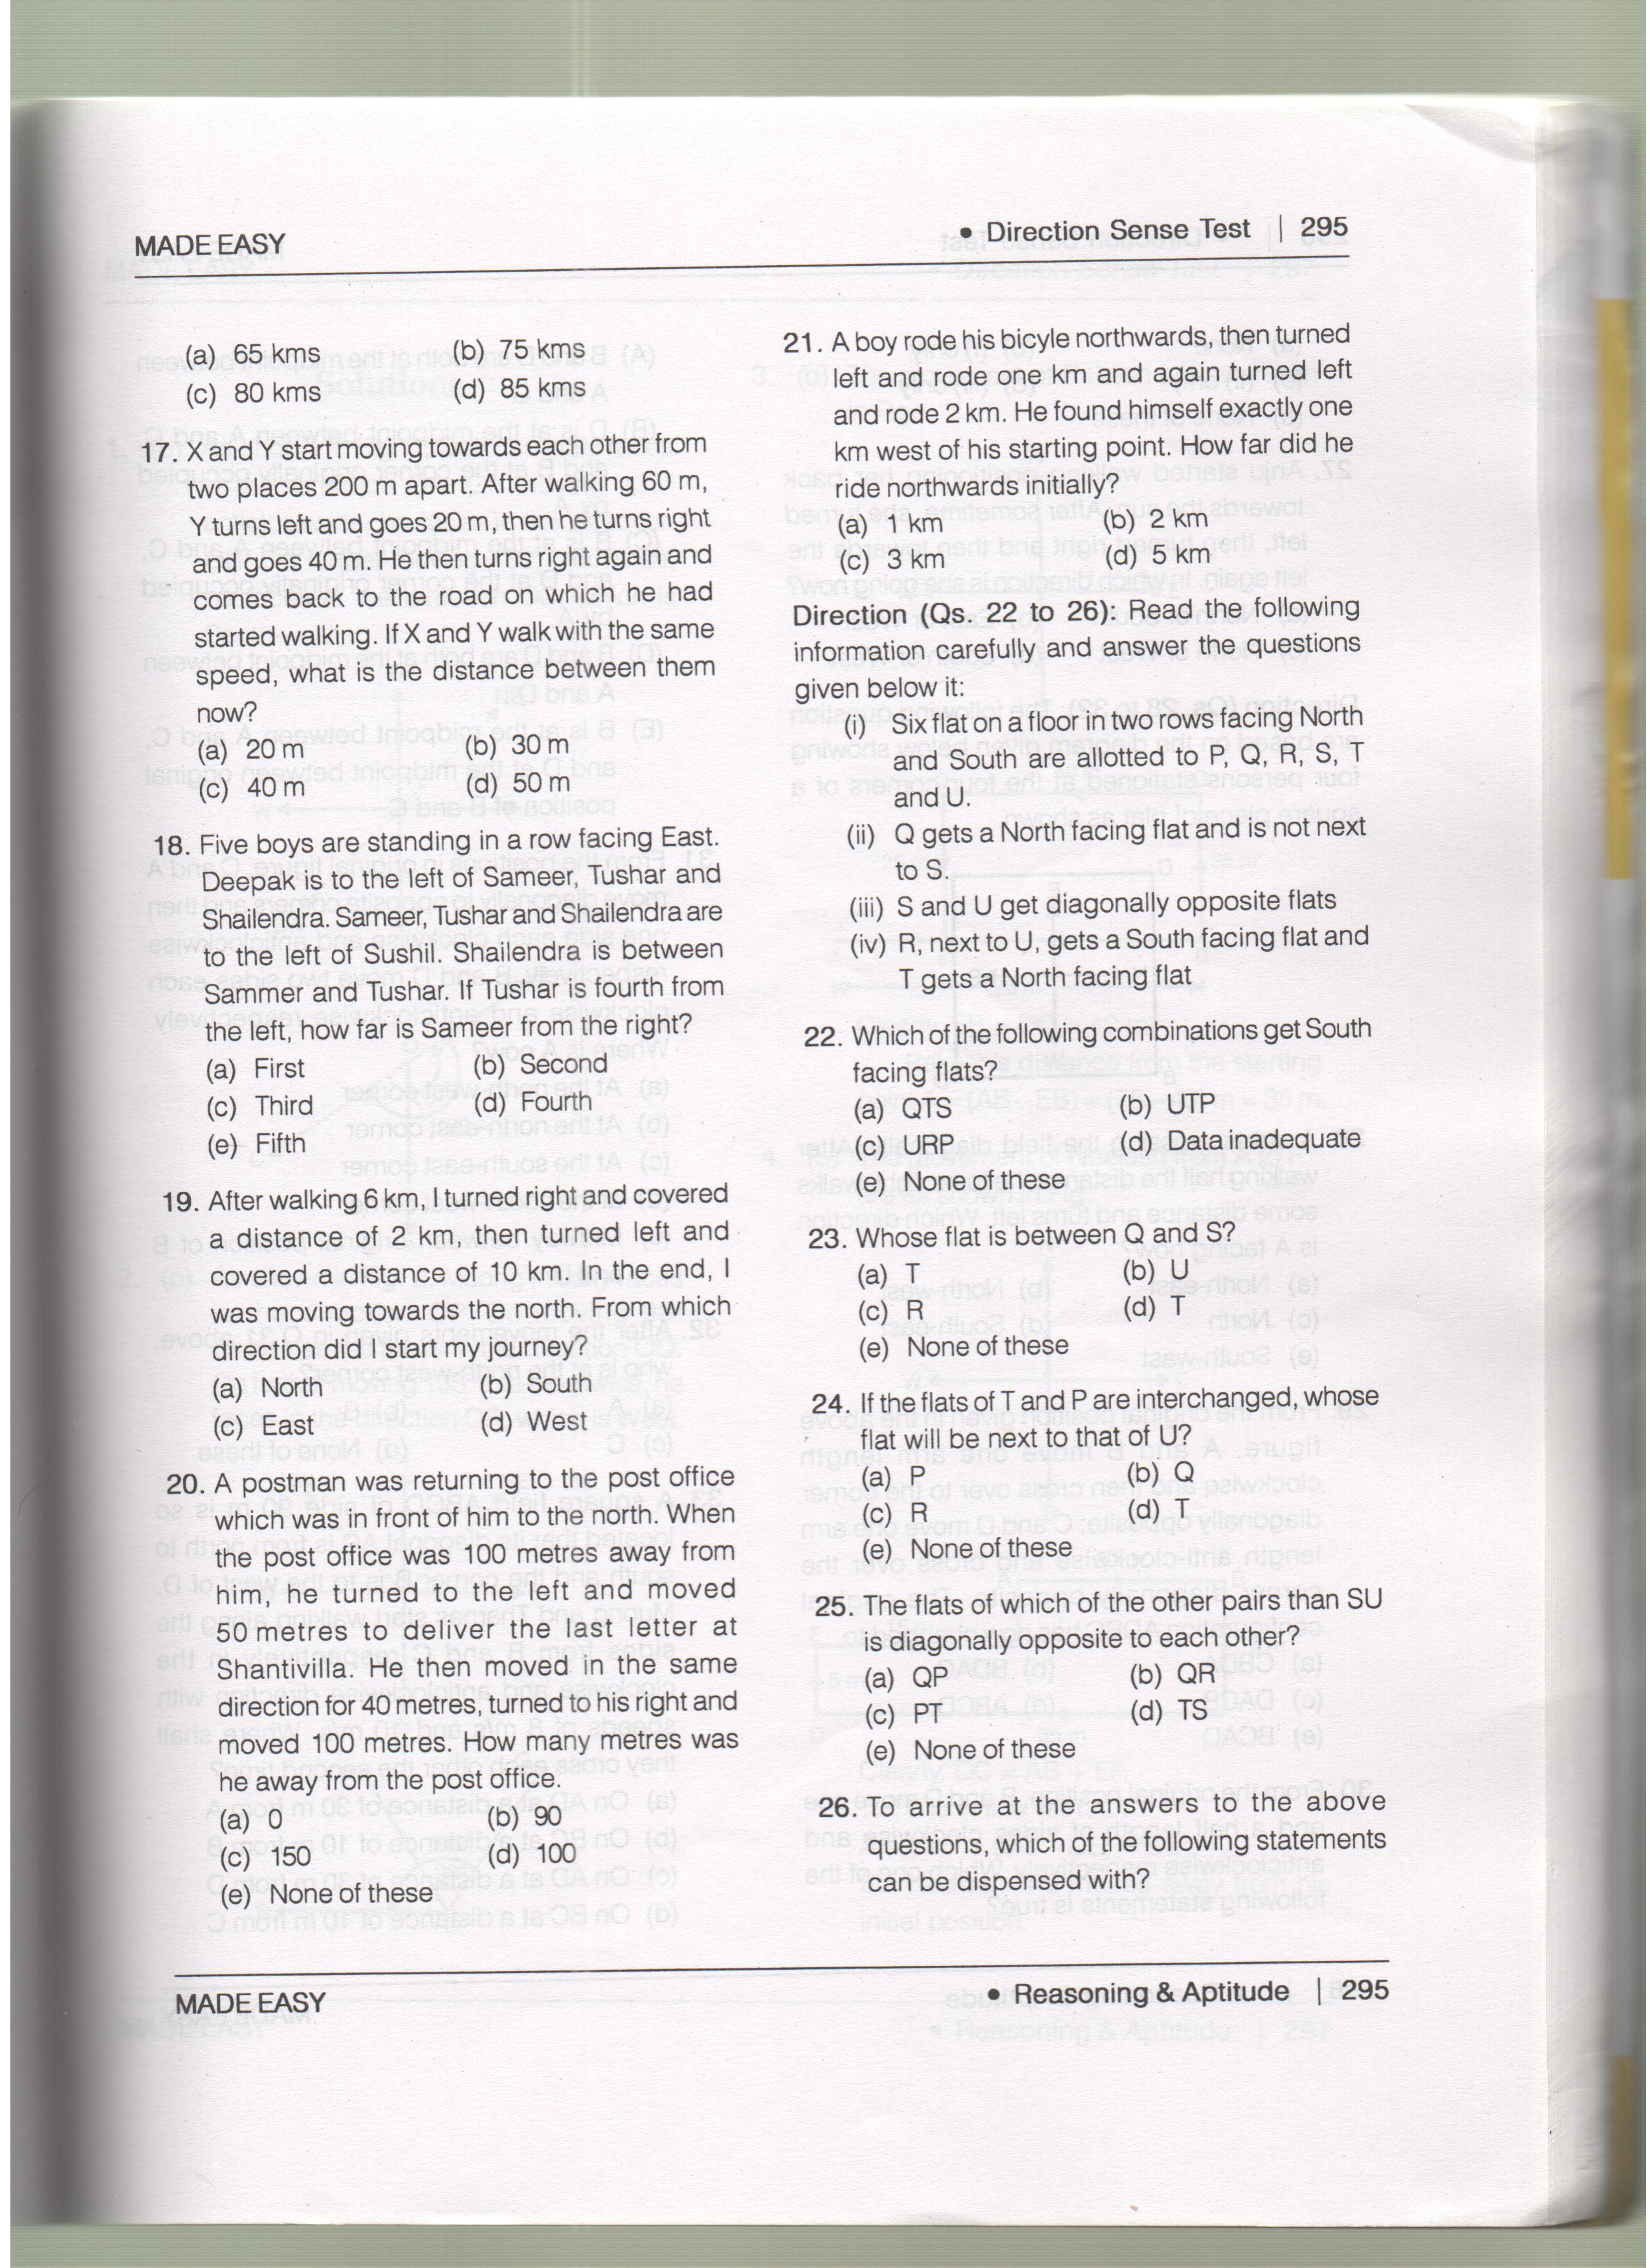 MADE EASY
• Direction Sense Test | 295
(a) 65 kms (b) 75 kms
(c) 80 kms (d) 85 kms
17. X and Y start moving towards each other from
two places 200 m apart. After walking 60 m,
Y turns left and goes 20 m, then he turns right
and goes 40 m. He then turns right again and
comes back to the road on which he had
started walking. If X and Y walk with the same
speed, what is the distance between them
now?
(a) 20 m (b) 30 m
(c) 40 m (d) 50 m
18. Five boys are standing in a row facing East.
Deepak is to the left of Sameer, Tushar and
Shailendra. Sameer, Tushar and Shailendra are
to the left of Sushil. Shailendra is between
Sammer and Tushar. If Tushar is fourth from
the left, how far is Sameer from the right?
(a) First (b) Second
(c) Third (d) Fourth
(e) Fifth
19. After walking 6 km, I turned right and covered
a distance of 2 km, then turned left and
covered a distance of 10 km. In the end, I
was moving towards the north. From which
direction did I start my journey?
(a) North (b) South
(c) East (d) West
20. A postman was returning to the post office
which was in front of him to the north. When
the post office was 100 metres away from
him, he turned to the left and moved
50 metres to deliver the last letter at
Shantivilla. He then moved in the same
direction for 40 metres, turned to his right and
moved 100 metres. How many metres was
he away from the post office.
(a) 0 (b) 90
(c) 150 (d) 100
(e) None of these
21. A boy rode his bicyle northwards, then turned
left and rode one km and again turned left
and rode 2 km. He found himself exactly one
km west of his starting point. How far did he
ride northwards initially?
(a) 1 km (b) 2 km
(c) 3 km (d) 5 km
Direction (Qs. 22 to 26): Read the following
information carefully and answer the questions
given below it:
(i) Six flat on a floor in two rows facing North
and South are allotted to P, Q, R, S, T
and U.
(ii) Q gets a North facing flat and is not next
to S.
(iii) S and U get diagonally opposite flats
(iv) R, next to U, gets a South facing flat and
T gets a North facing flat
22. Which of the following combinations get South
facing flats?
(a) QTS (b) UTP
(c) URP (d) Data inadequate
(e) None of these
23. Whose flat is between Q and S?
(a) T (b) U
(c) R (d) T
(e) None of these
24. If the flats of T and P are interchanged, whose
flat will be next to that of U?
(a) P (b) Q
(c) R (d) T
(e) None of these
25. The flats of which of the other pairs than SU
is diagonally opposite to each other?
(a) QP (b) QR
(c) PT (d) TS
(e) None of these
26. To arrive at the answers to the above
questions, which of the following statements
can be dispensed with?
MADE EASY
• Reasoning & Aptitude | 295